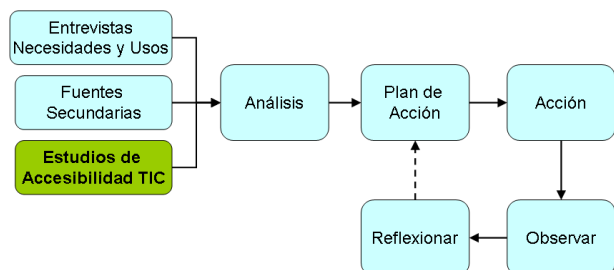 Entrevistas
Necesidades y Usos
Fuentes
Secundarias
Estudios de
Accesibilidad TIC
Análisis
Plan de
Acción
Acción
Reflexionar
Observar